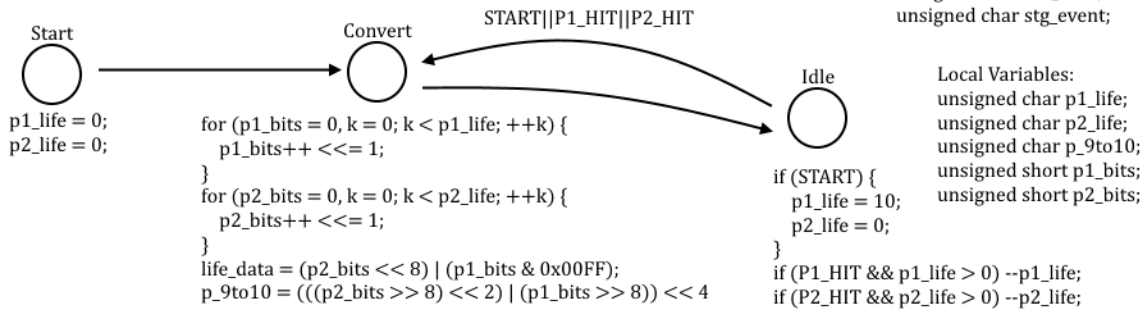 unsigned char stg_event;
START||P1_HIT||P2_HIT
Start
p1_life = 0;
p2_life = 0;
Convert
for (p1_bits = 0, k = 0; k < p1_life; ++k) {
p1_bits++ <<= 1;
}
for (p2_bits = 0, k = 0; k < p2_life; ++k) {
p2_bits++ <<= 1;
}
life_data = (p2_bits << 8) | (p1_bits & 0x00FF);
p_9to10 = (((p2_bits >> 8) << 2) | (p1_bits >> 8)) << 4
Idle
if (START) {
p1_life = 10;
p2_life = 0;
}
if (P1_HIT && p1_life > 0) --p1_life;
if (P2_HIT && p2_life > 0) --p2_life;
Local Variables:
unsigned char p1_life;
unsigned char p2_life;
unsigned char p_9to10;
unsigned short p1_bits;
unsigned short p2_bits;